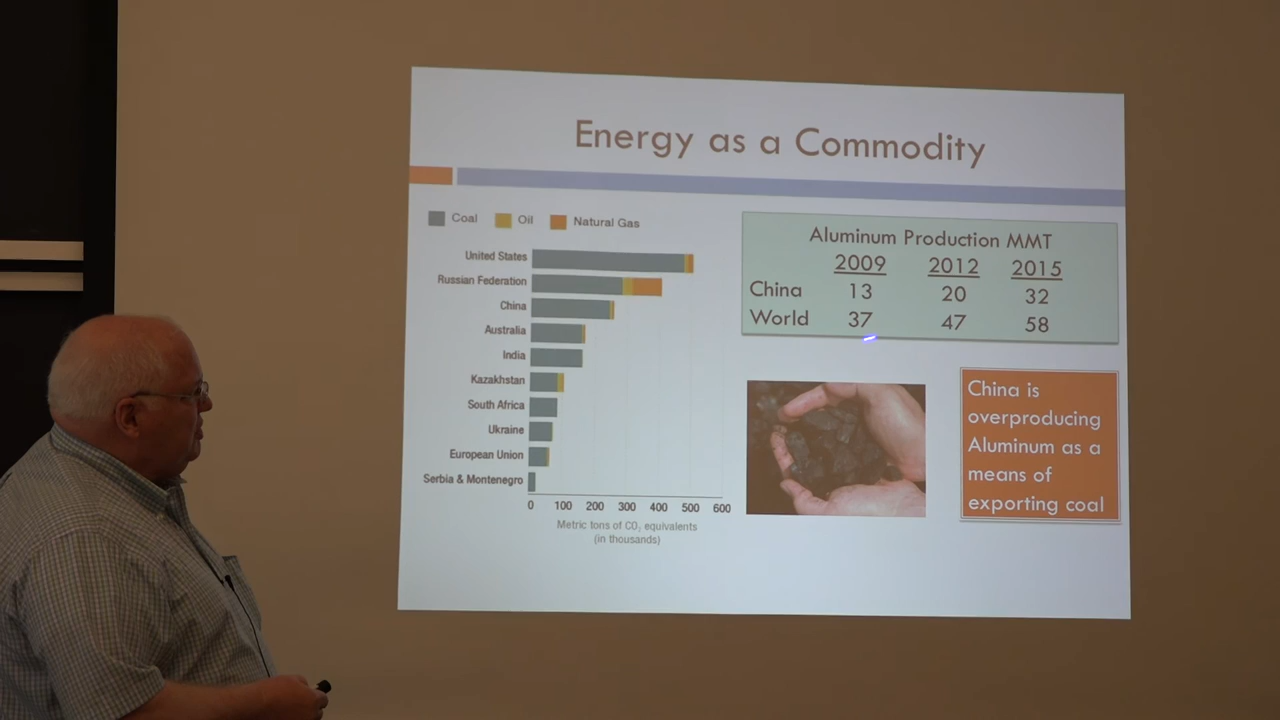 Energy as a Commodity
Coal Oil Natural Gas
United States
Russian Federation
China
Australia
India
Kazakhstan
South Africa
Ukraine
European Union
Serbia & Montenegro
0 100 200 300 400 500 600
Metric tons of CO₂ equivalents
(in thousands)
Aluminum Production MMT
2009 2012 2015
China 13 20 32
World 37 47 58
China is
overproducing
Aluminum as a
means of
exporting coal